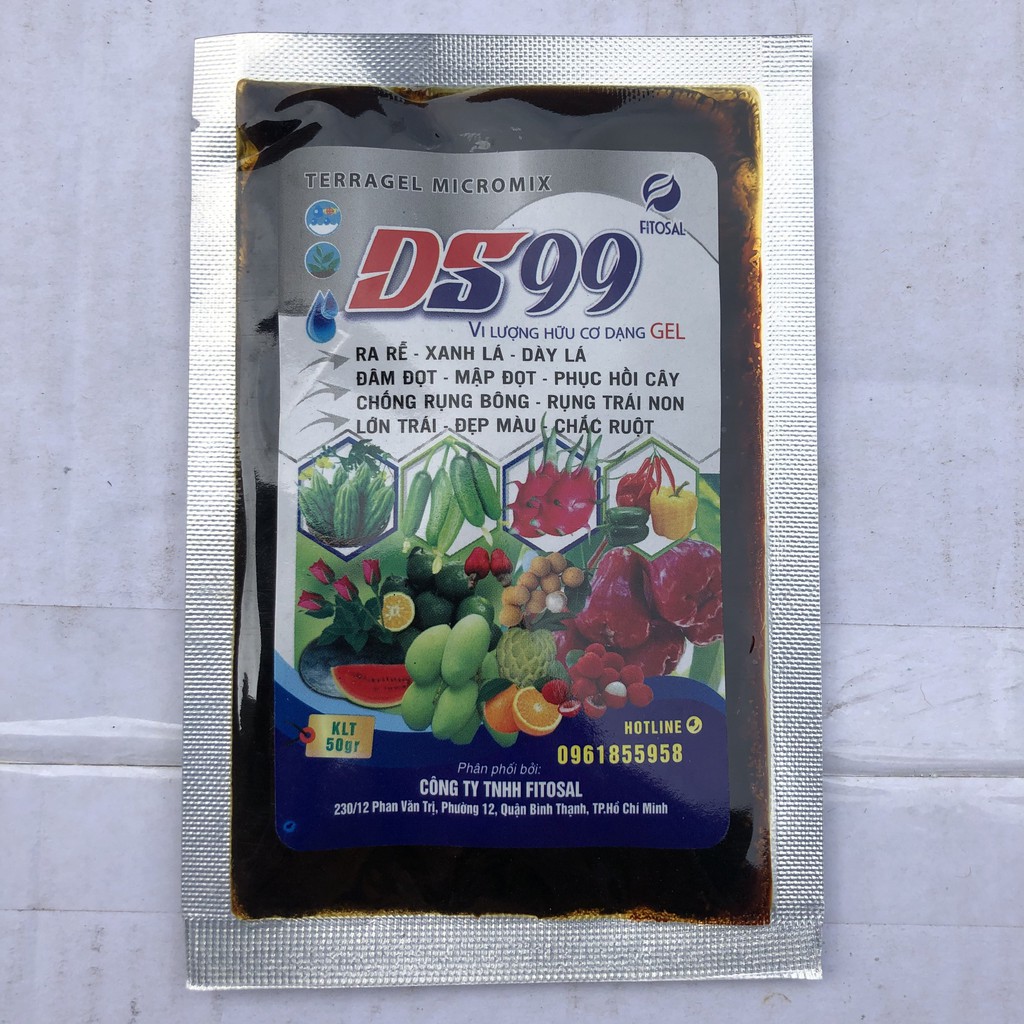 TERRAGEL MICROMIX
FITOSAL
DS99
VI LƯỢNG HỮU CƠ DẠNG GEL
RA RỄ - XANH LÁ - DÀY LÁ
ĐÂM ĐỌT - MẬP ĐỌT - PHỤC HỒI CÂY
CHỐNG RỤNG BÔNG - RỤNG TRÁI NON
LỚN TRÁI - ĐẸP MÀU - CHẮC RUỘT
KLT
50gr
HOTLINE
0961855958
Phân phối bởi:
CÔNG TY TNHH FITOSAL
230/12 Phan Văn Trị, Phường 12, Quận Bình Thạnh, TP.Hồ Chí Minh